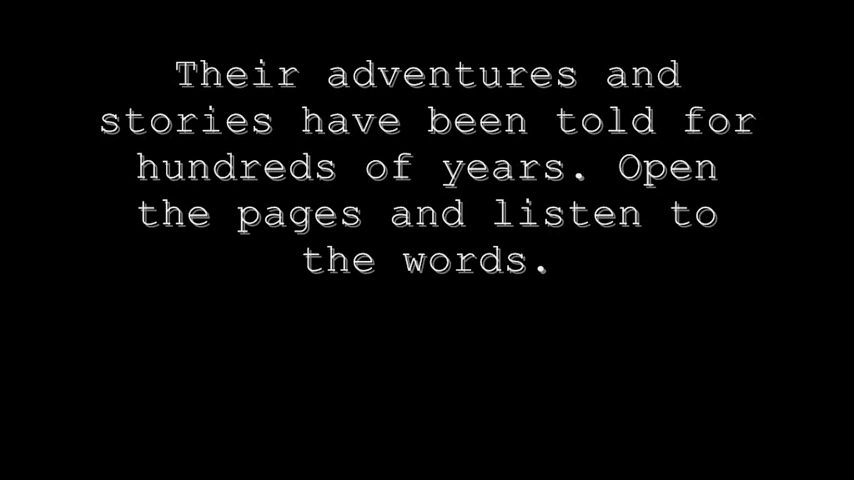 Their adventures and
stories have been told for
hundreds of years. Open
the pages and listen to
the words.